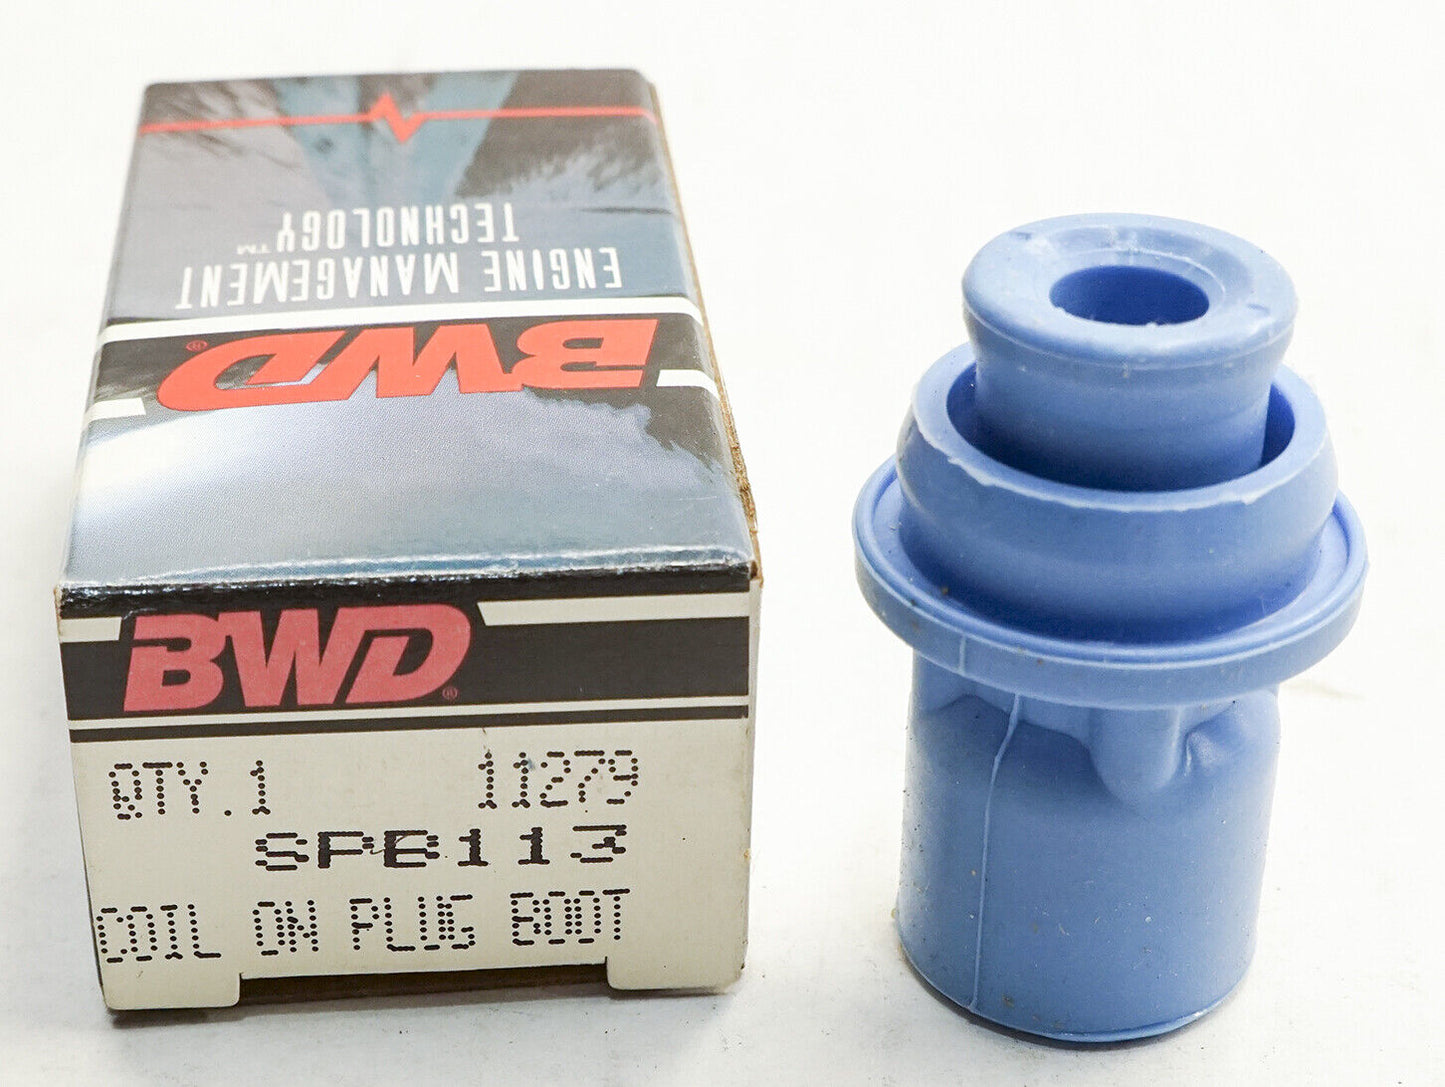 BWD®
ENGINE MANAGEMENT
TECHNOLOGY™
BWD®
QTY.1 11279
SPB113
COIL ON PLUG BOOT